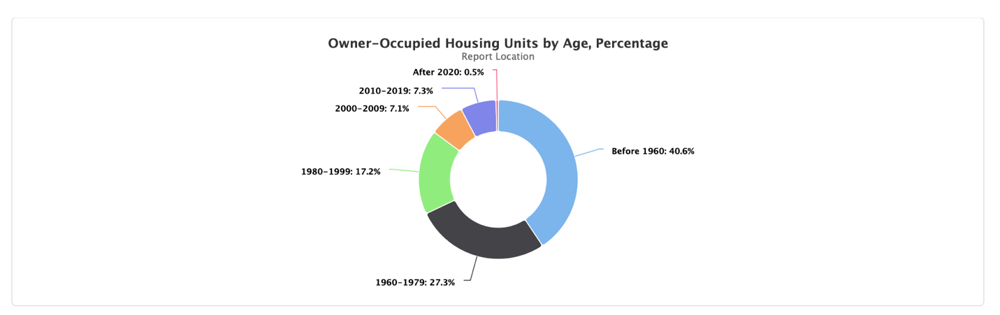 Owner-Occupied Housing Units by Age, Percentage
Report Location
After 2020: 0.5%
2010-2019: 7.3%
2000-2009: 7.1%
Before 1960: 40.6%
1980-1999: 17.2%
1960-1979: 27.3%